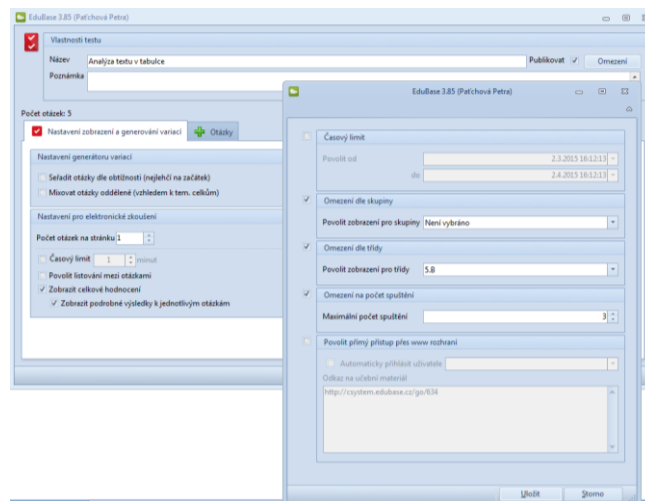 EduBase 3.85 (Paťchová Petra)
Vlastnosti testu
Název Analýza textu v tabulce Publikovat Omezení
Poznámka
Počet otázek: 5
Nastavení zobrazení a generování variací Otázky
Nastavení generátoru variací
Seřadit otázky dle obtížnosti (nejlehčí na začátek)
Mixovat otázky odděleně (vzhledem k tem. celkům)
Nastavení pro elektronické zkoušení
Počet otázek na stránku 1
Časový limit 1 minut
Povolit listování mezi otázkami
Zobrazit celkové hodnocení
Zobrazit podrobné výsledky k jednotlivým otázkám
EduBase 3.85 (Paťchová Petra)
Časový limit
Povolit od 2.3.2015 16:12:13
do 2.4.2015 16:12:13
Omezení dle skupiny
Povolit zobrazení pro skupiny Není vybráno
Omezení dle třídy
Povolit zobrazení pro třídy 5.B
Omezení na počet spuštění
Maximální počet spuštění 3
Povolit přímý přístup přes www rozhraní
Automaticky přihlásit uživatele
Odkaz na učební materiál
http://csystem.edubase.cz/go/634
Uložit Storno